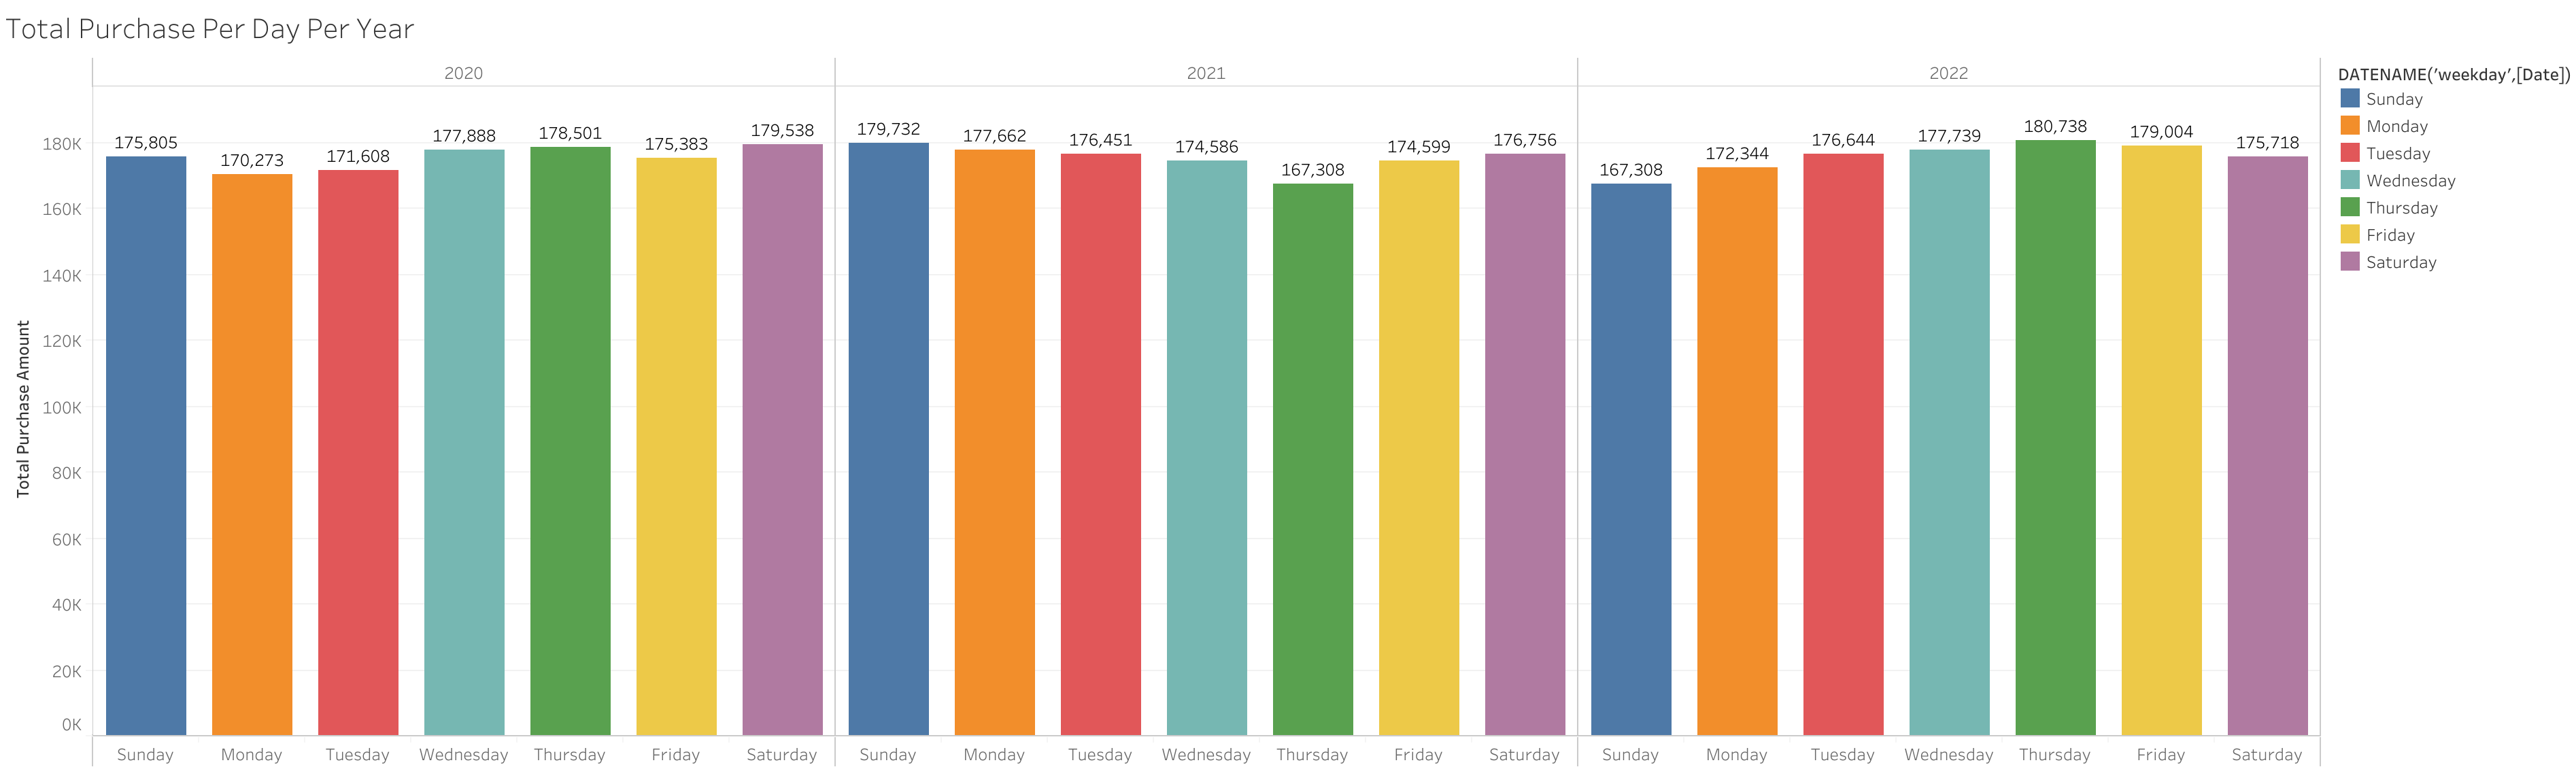 Total Purchase Per Day Per Year
2020 2021 2022
DATENAME('weekday',[Date])
Sunday
Monday
Tuesday
Wednesday
Thursday
Friday
Saturday
Total Purchase Amount
180K
160K
140K
120K
100K
80K
60K
40K
20K
0K
175,805 170,273 171,608 177,888 178,501 175,383 179,538 179,732 177,662 176,451 174,586 167,308 174,599 176,756 167,308 172,344 176,644 177,739 180,738 179,004 175,718
Sunday Monday Tuesday Wednesday Thursday Friday Saturday Sunday Monday Tuesday Wednesday Thursday Friday Saturday Sunday Monday Tuesday Wednesday Thursday Friday Saturday